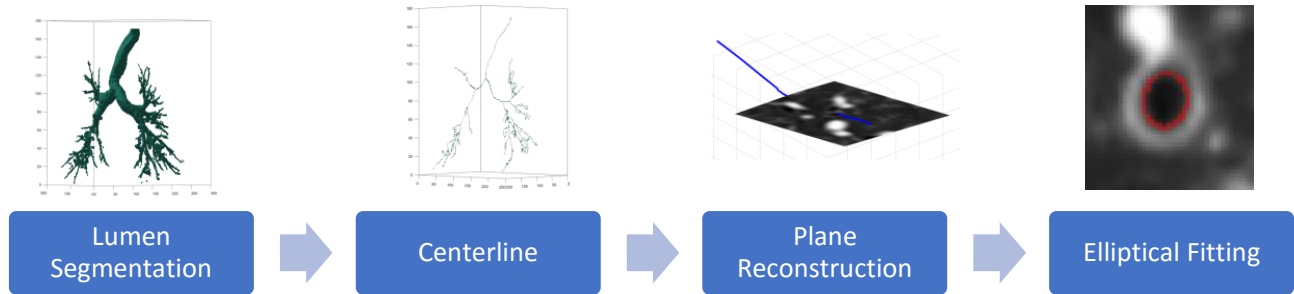 Lumen
Segmentation
Centerline
Plane
Reconstruction
Elliptical Fitting